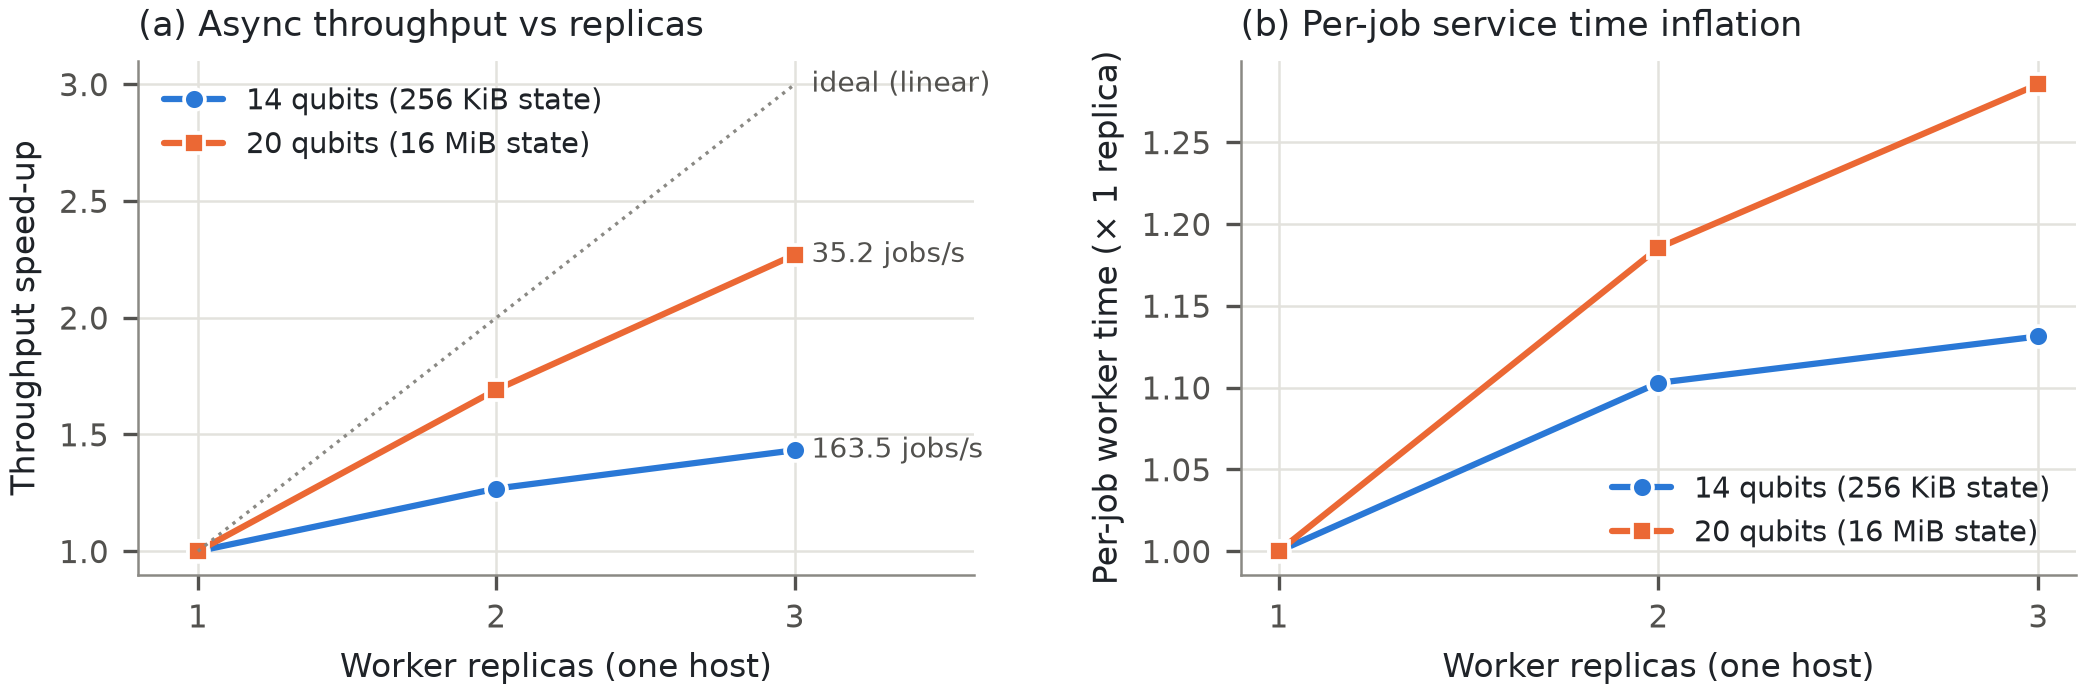 (a) Async throughput vs replicas
Throughput speed-up
3.0
2.5
2.0
1.5
1.0
14 qubits (256 KiB state)
20 qubits (16 MiB state)
ideal (linear)
35.2 jobs/s
163.5 jobs/s
1
2
3
Worker replicas (one host)
(b) Per-job service time inflation
Per-job worker time (× 1 replica)
1.25
1.20
1.15
1.10
1.05
1.00
14 qubits (256 KiB state)
20 qubits (16 MiB state)
1
2
3
Worker replicas (one host)